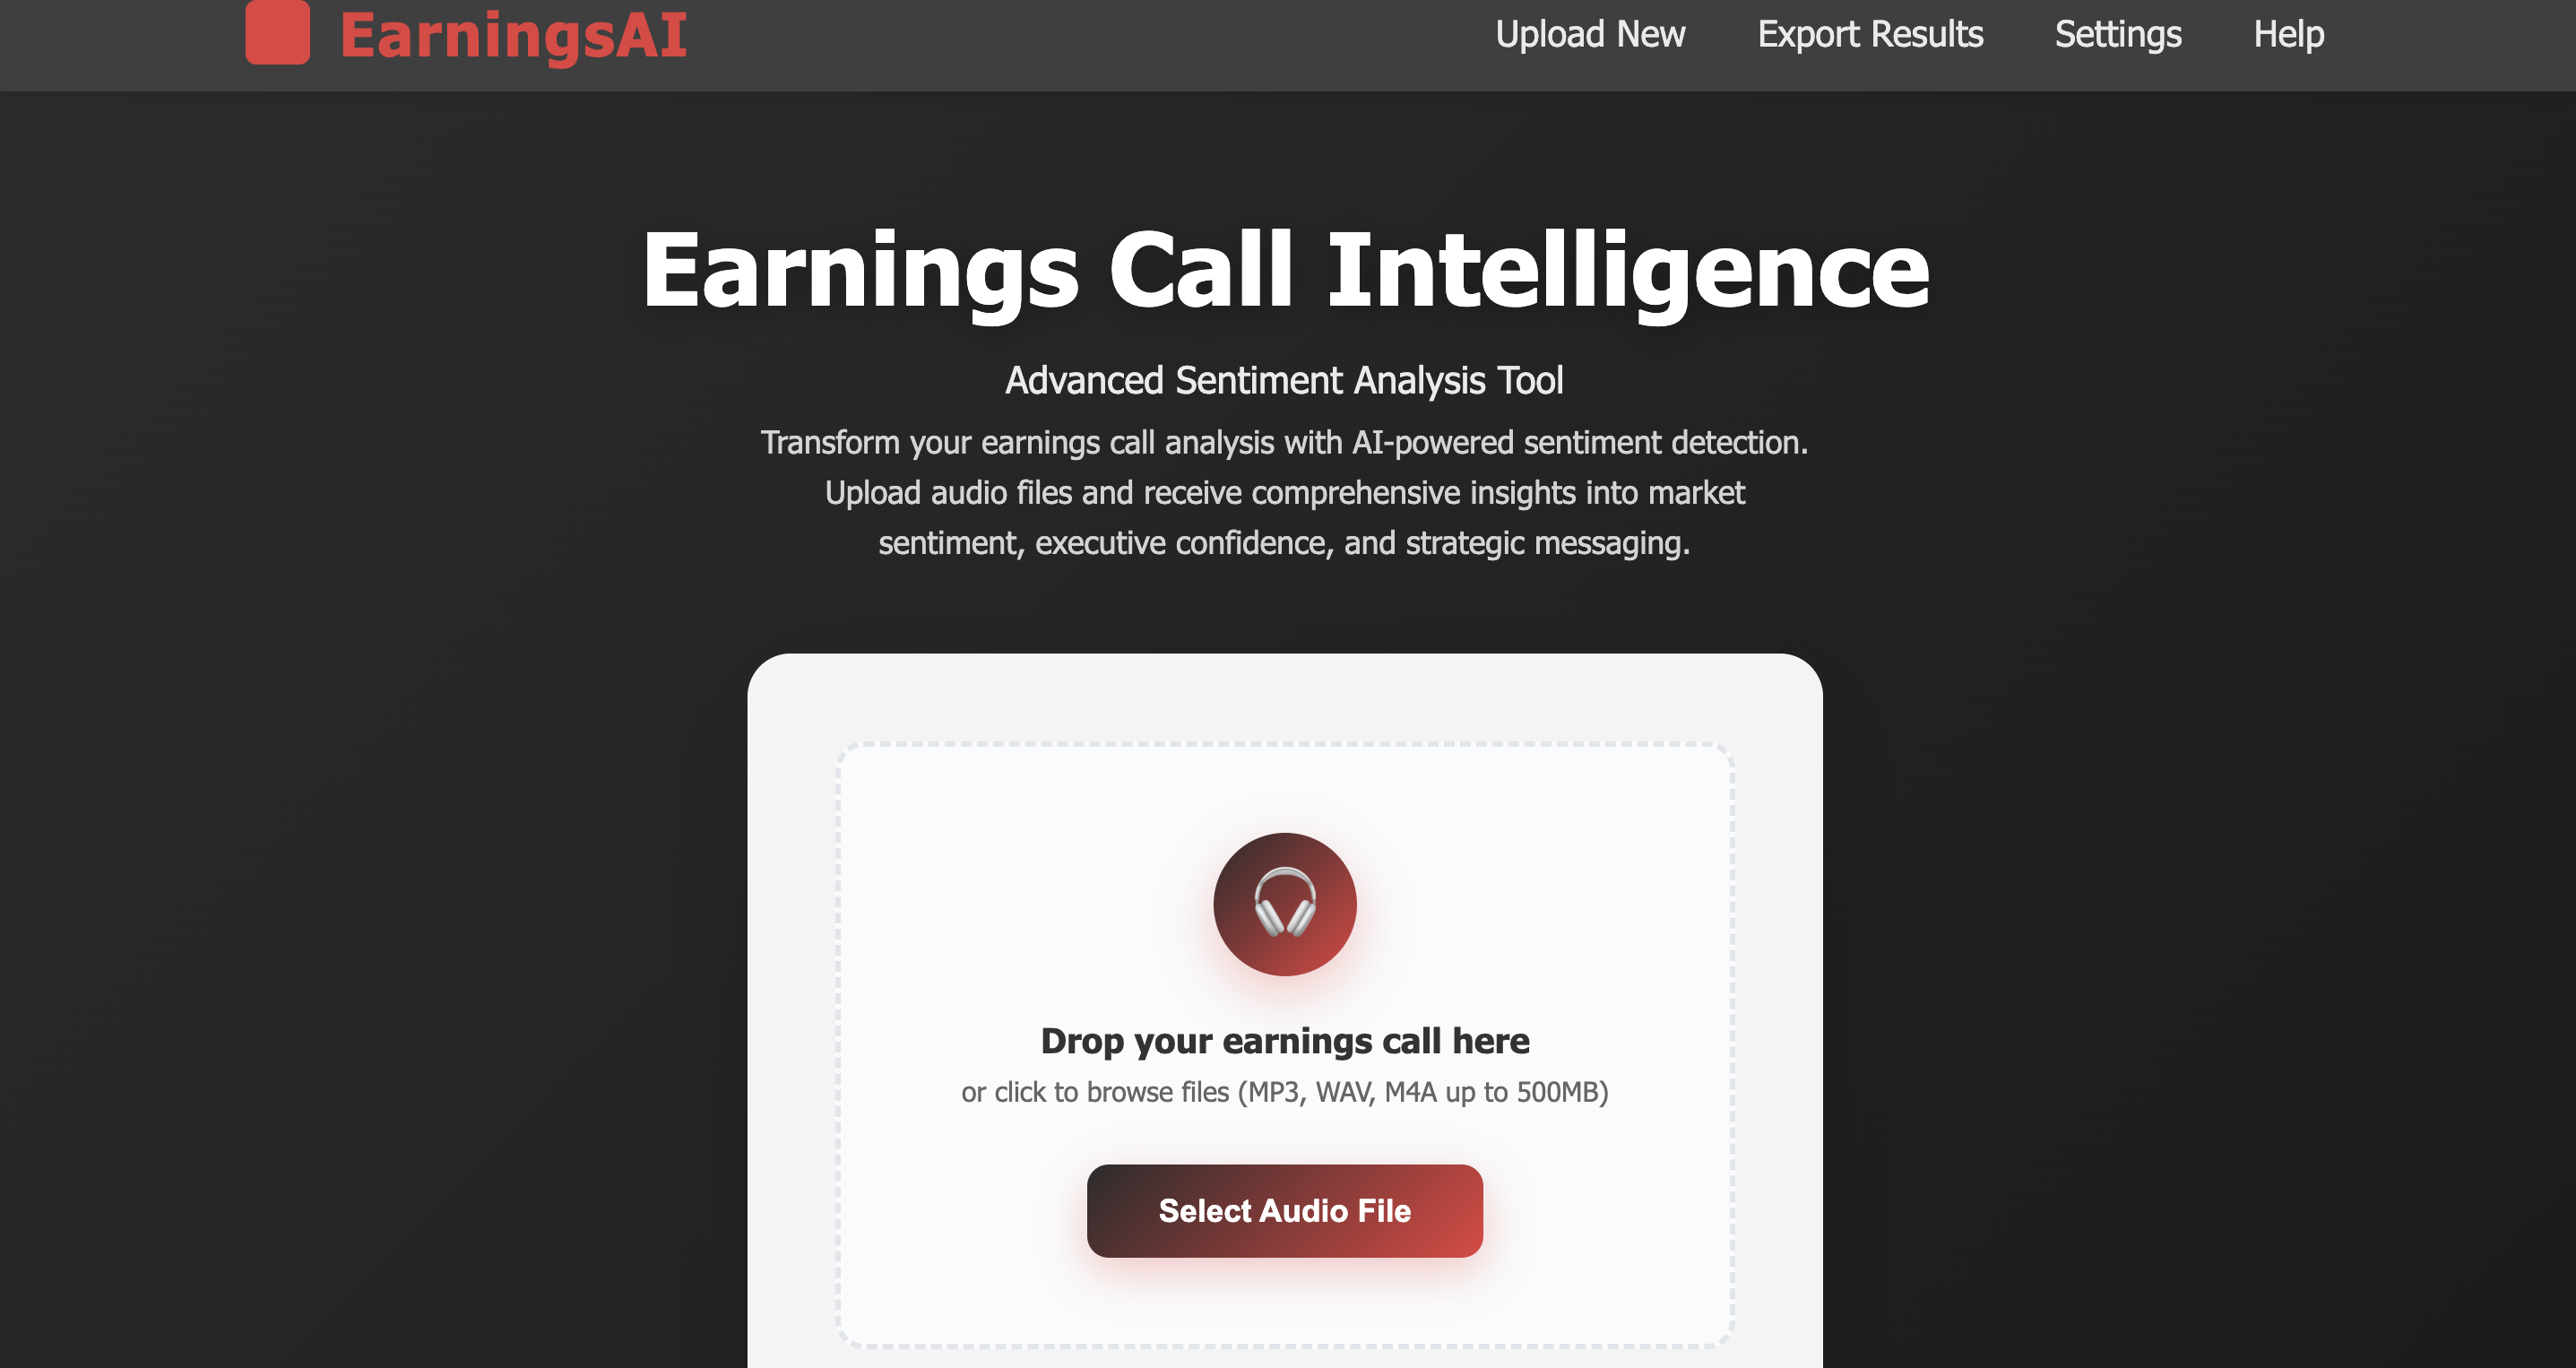 EarningsAI
Upload New
Export Results
Settings
Help
Earnings Call Intelligence
Advanced Sentiment Analysis Tool
Transform your earnings call analysis with AI-powered sentiment detection.
Upload audio files and receive comprehensive insights into market
sentiment, executive confidence, and strategic messaging.
Drop your earnings call here
or click to browse files (MP3, WAV, M4A up to 500MB)
Select Audio File